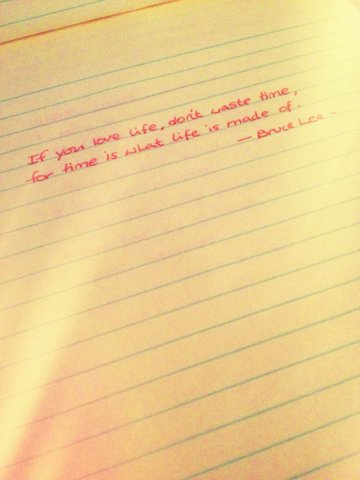 If you love life, don't waste time,
for time is what life is made of.
— Bruce Lee –